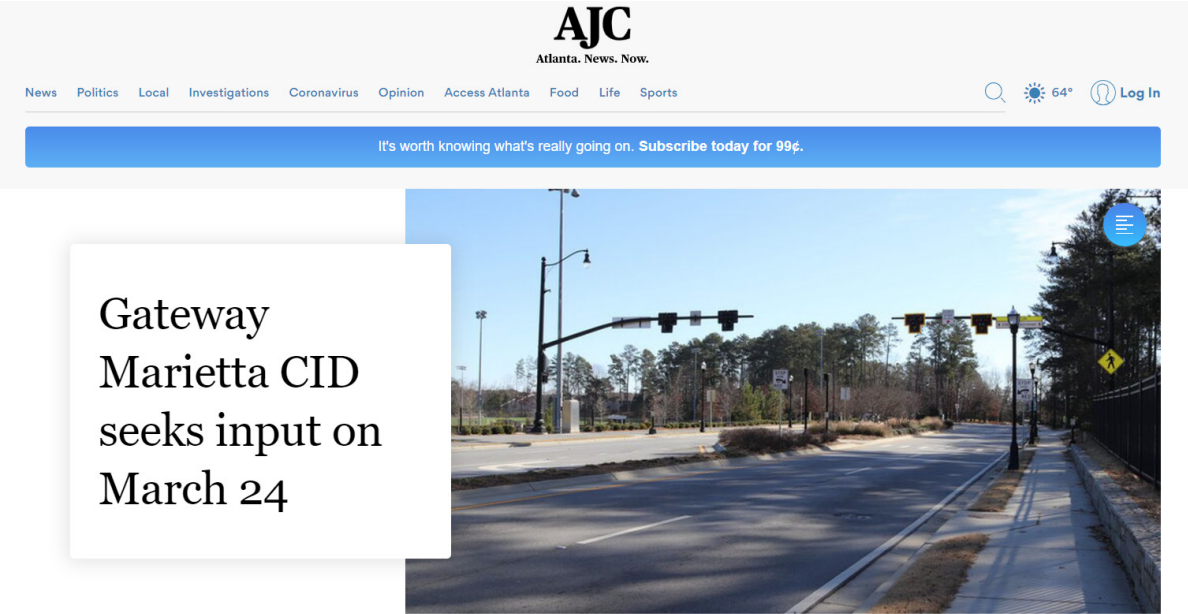 AJC
Atlanta. News. Now.
News Politics Local Investigations Coronavirus Opinion Access Atlanta Food Life Sports 64° Log In
It's worth knowing what's really going on. Subscribe today for 99¢.
Gateway
Marietta CID
seeks input on
March 24